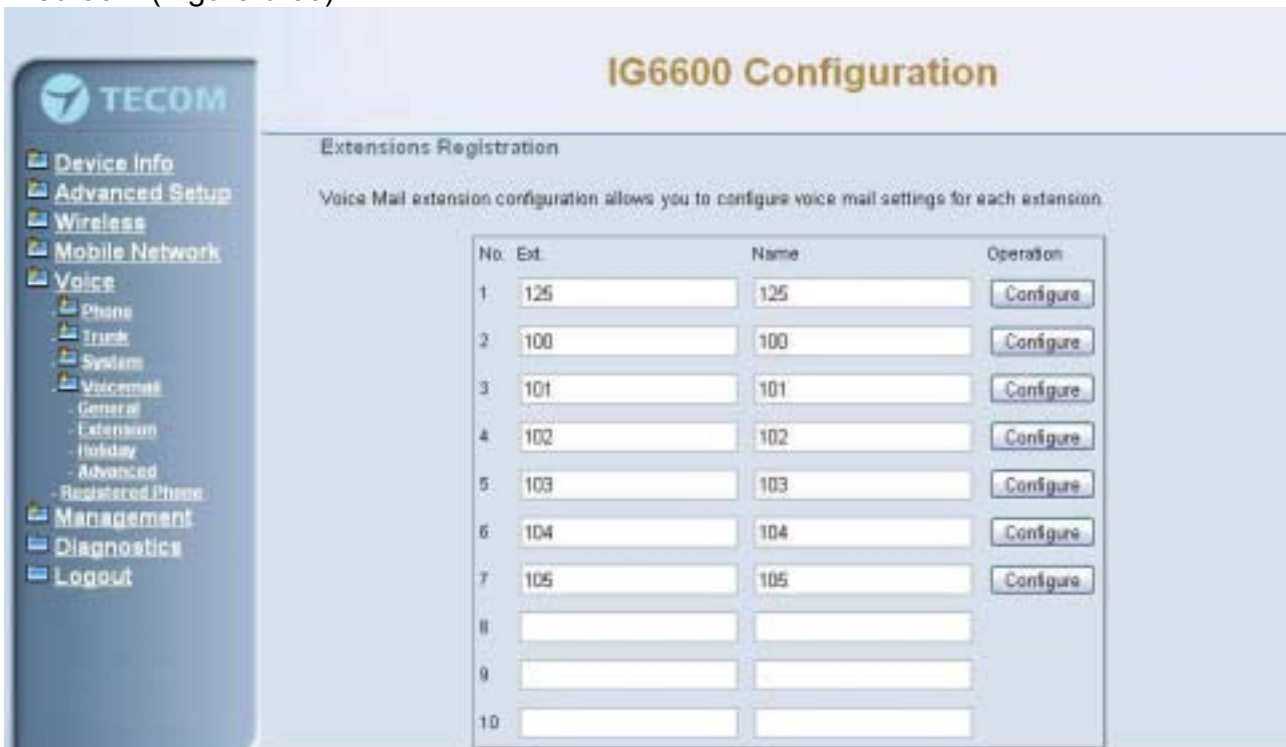 IG6600 Configuration
TECOM
Device Info
Advanced Setup
Wireless
Mobile Network
Voice
Phone
Trunk
System
Voicemail
- General
- Extension
- Holiday
- Advanced
- Registered Phone
Management
Diagnostics
Logout
Extensions Registration
Voice Mail extension configuration allows you to configure voice mail settings for each extension.
No. Ext. Name Operation
1 125 125 Configure
2 100 100 Configure
3 101 101 Configure
4 102 102 Configure
5 103 103 Configure
6 104 104 Configure
7 105 105 Configure
8
9
10